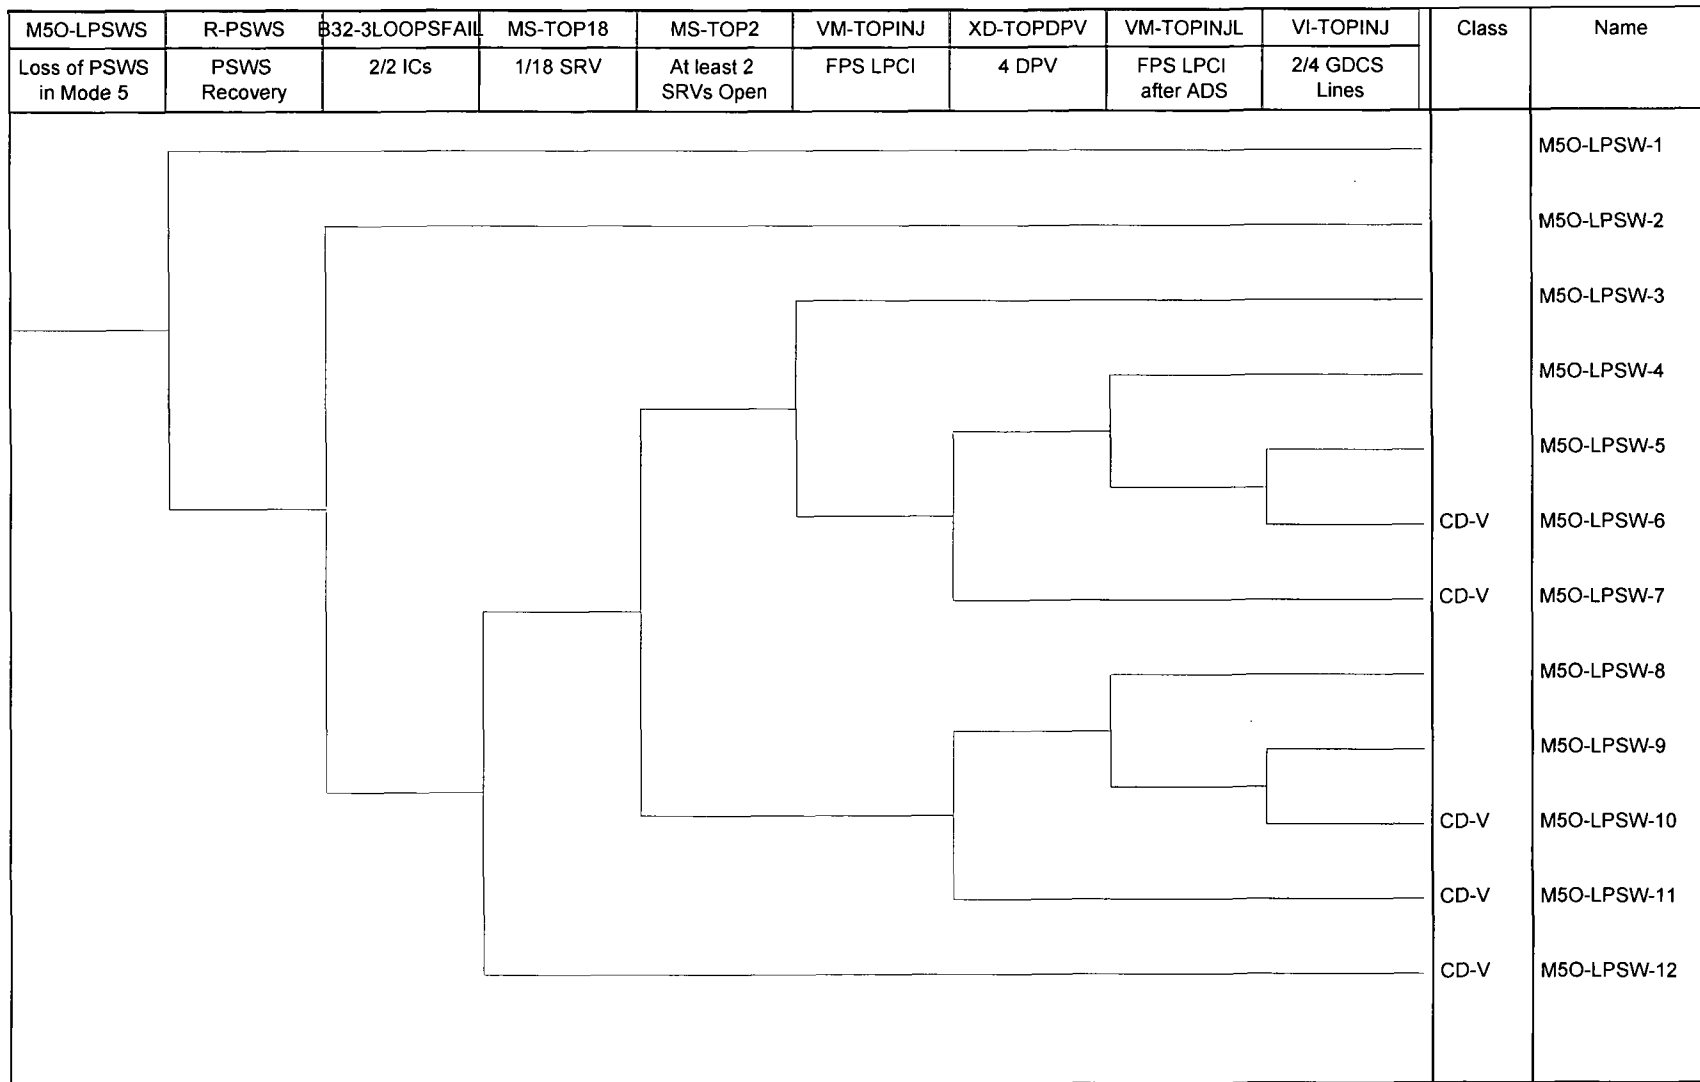 M5O-LPSWS R-PSWS B32-3LOOPSFAIL MS-TOP18 MS-TOP2 VM-TOPINJ XD-TOPDPV VM-TOPINJL VI-TOPINJ Class Name
Loss of PSWS PSWS 2/2 ICs 1/18 SRV At least 2 FPS LPCI 4 DPV FPS LPCI 2/4 GDCS
in Mode 5 Recovery SRVs Open after ADS Lines
M5O-LPSW-1
M5O-LPSW-2
M5O-LPSW-3
M5O-LPSW-4
M5O-LPSW-5
CD-V M5O-LPSW-6
CD-V M5O-LPSW-7
M5O-LPSW-8
M5O-LPSW-9
CD-V M5O-LPSW-10
CD-V M5O-LPSW-11
CD-V M5O-LPSW-12